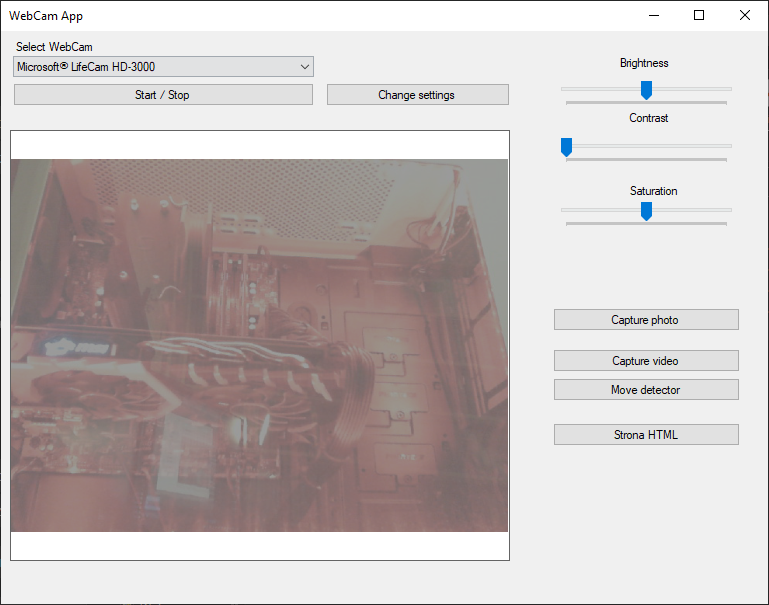 WebCam App
Select WebCam
Microsoft® LifeCam HD-3000
Start / Stop
Change settings
Brightness
Contrast
Saturation
Capture photo
Capture video
Move detector
Strona HTML